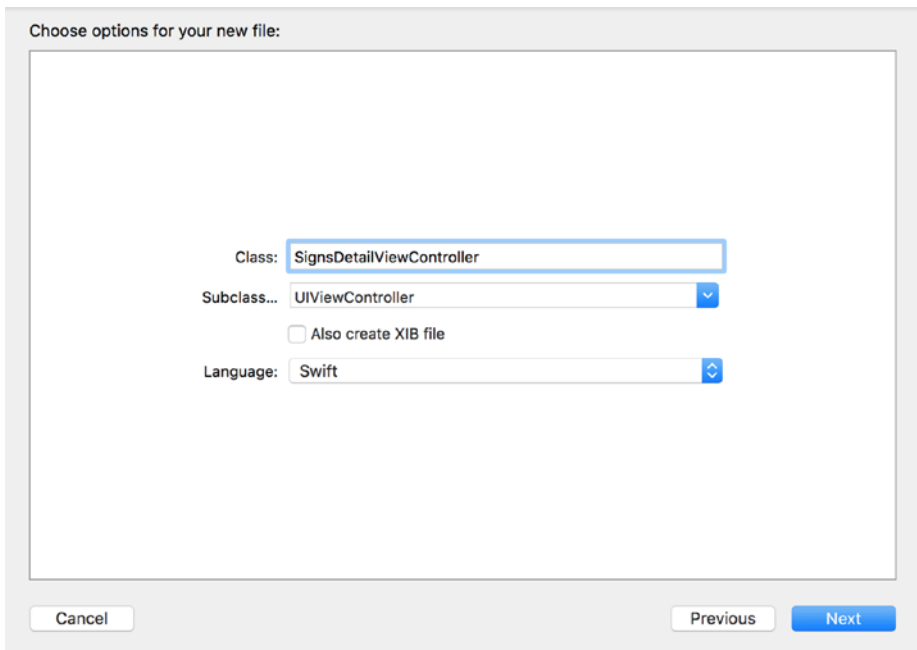 Choose options for your new file:
Class: SignsDetailViewController
Subclass... UIViewController
Also create XIB file
Language: Swift
Cancel Previous Next